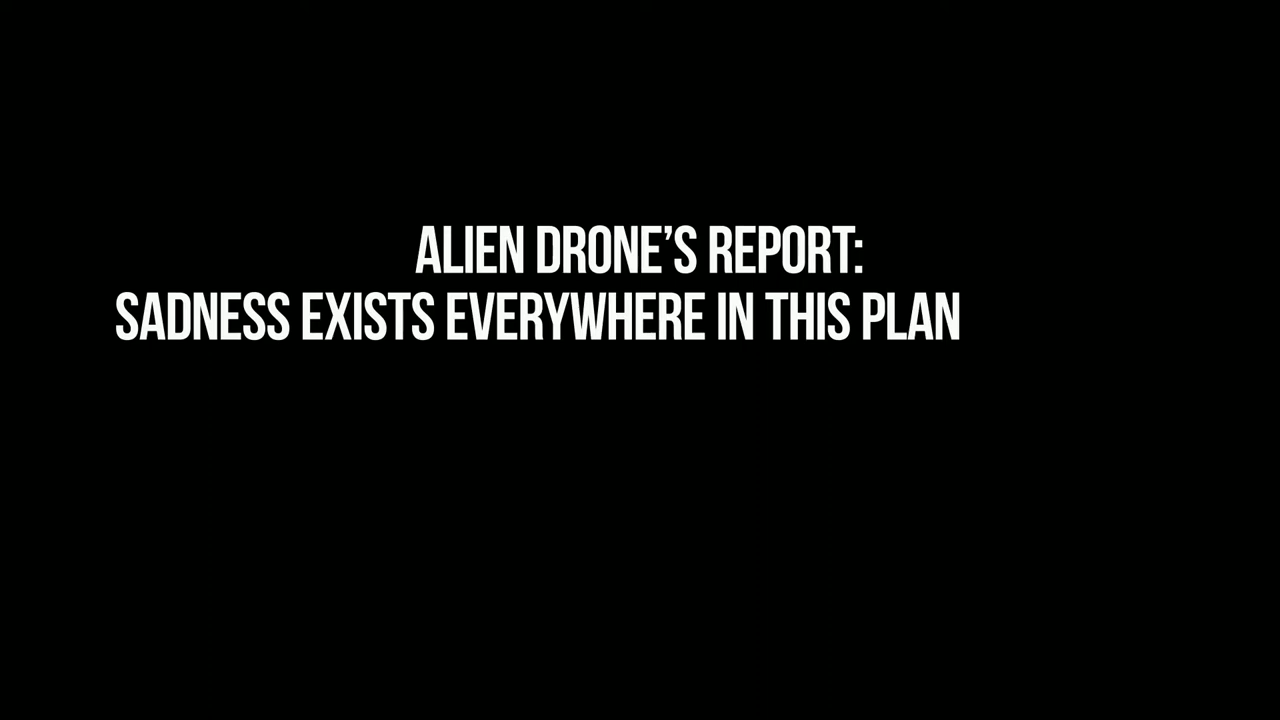 ALIEN DRONE’S REPORT:
SADNESS EXISTS EVERYWHERE IN THIS PLAN